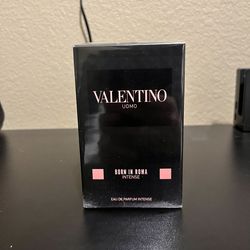 VALENTINO
UOMO
BORN IN ROMA
INTENSE
EAU DE PARFUM INTENSE